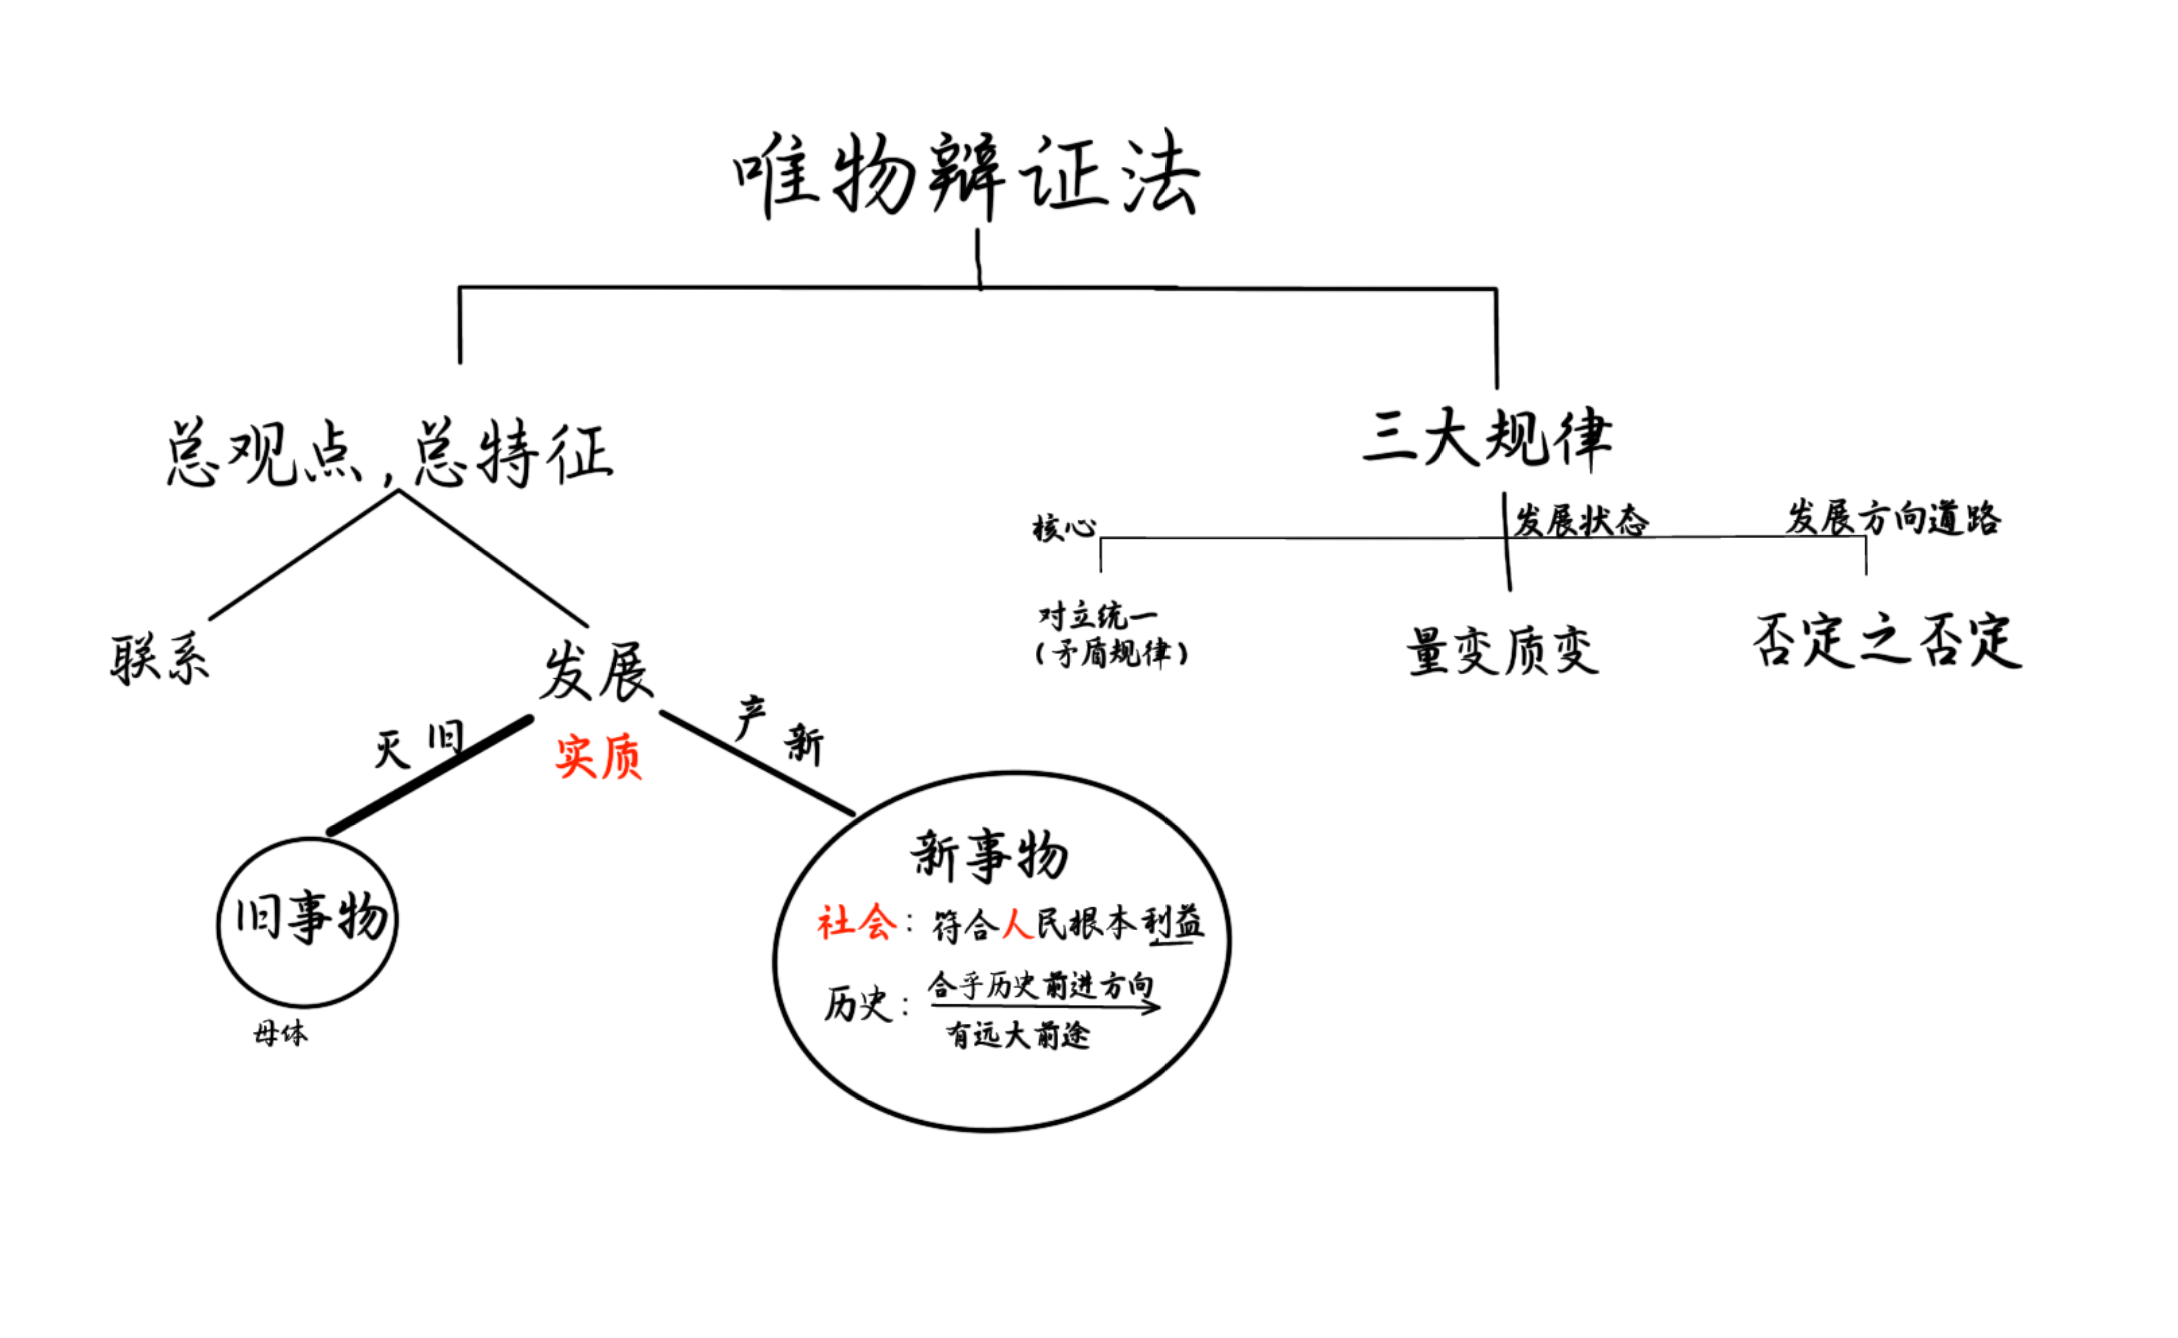 唯物辩证法
总观点,总特征
三大规律
核心
发展状态
发展方向道路
对立统一
(矛盾规律)
量变质变
否定之否定
联系
发展
实质
灭旧
产新
旧事物
母体
新事物
社会:符合人民根本利益
历史:合乎历史前进方向
有远大前途